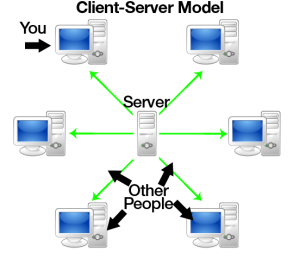 Client-Server Model
You
Server
Other
People